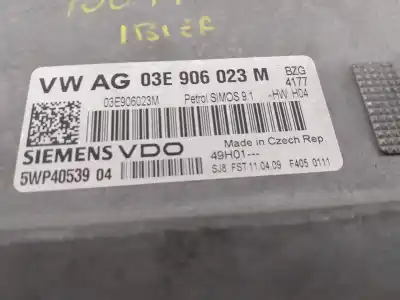 IBIEF
VW AG 03E 906 023 M BZG
4177
03E906023M Petrol SIMOS 9.1 -HW H04
SIEMENS VDO Made in Czech Rep.
49H01---
5WP40539 04 SJ8 FST 11.04.09 F405 0111